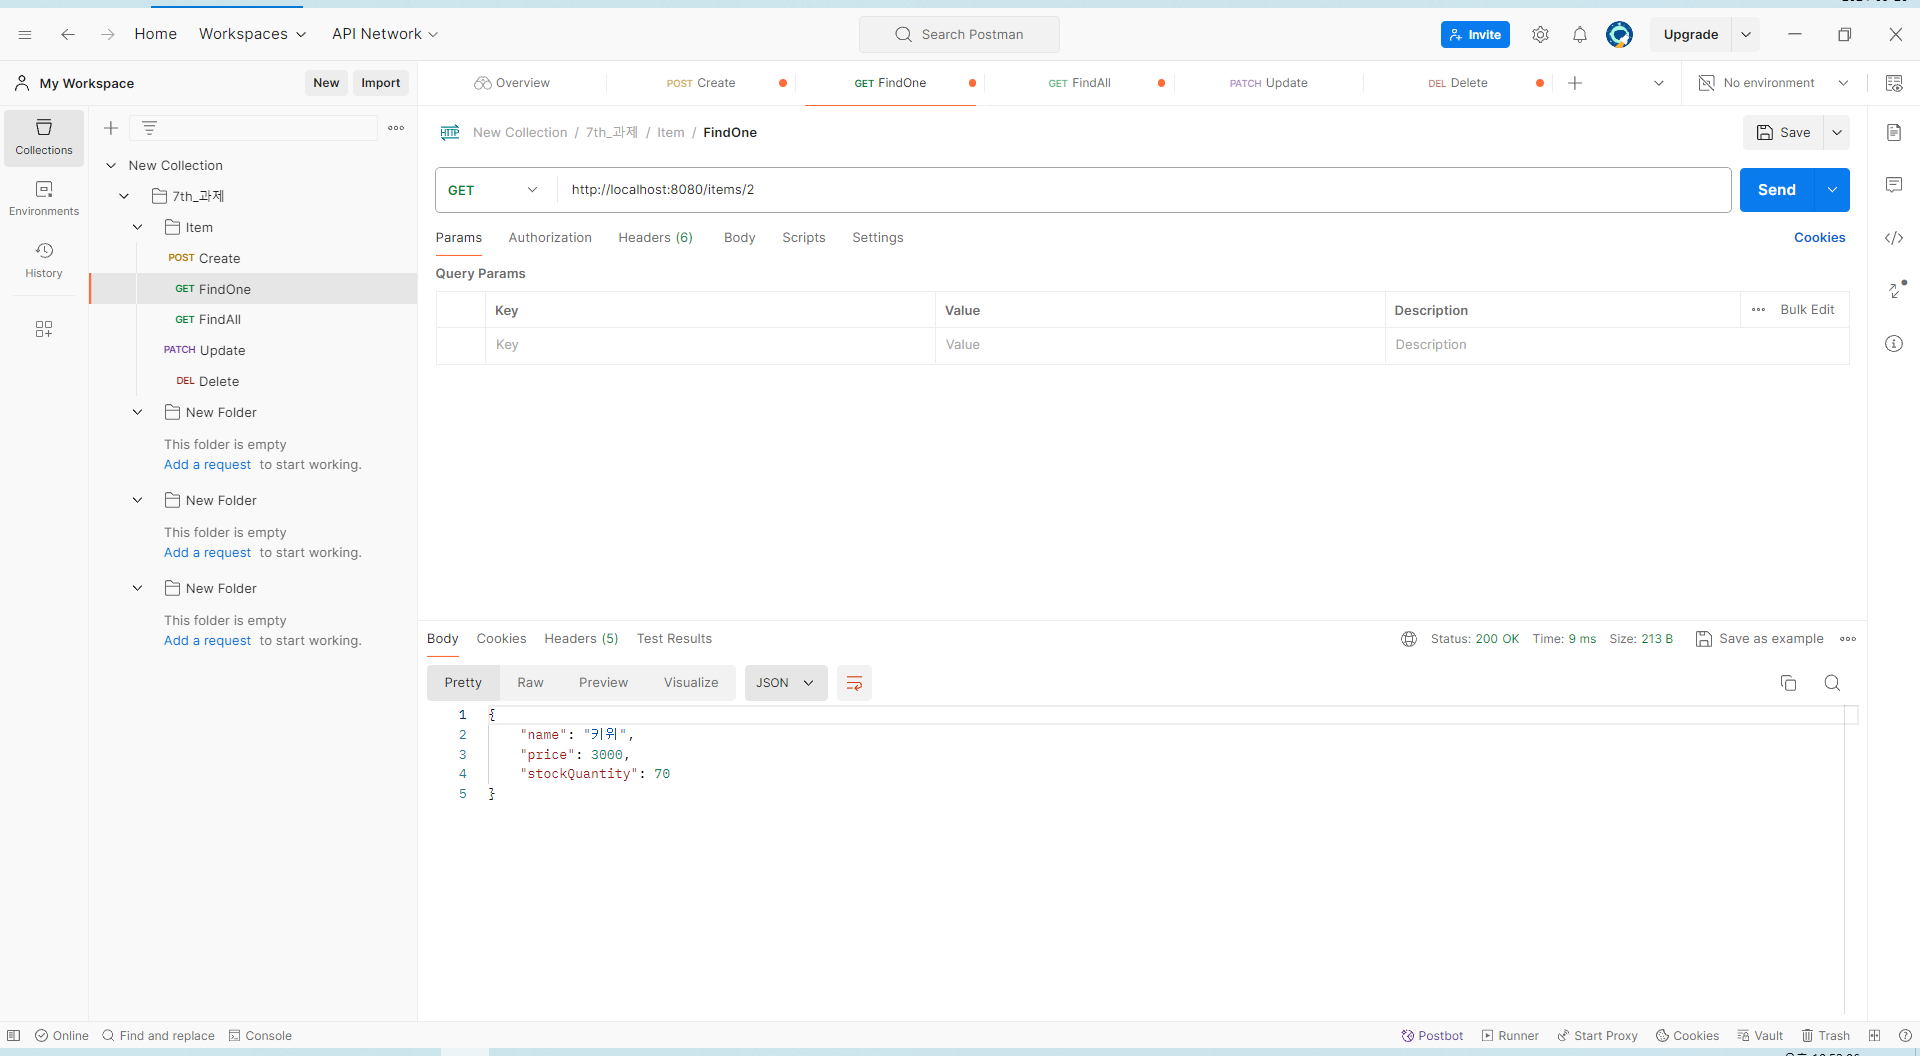 Home Workspaces API Network Search Postman Invite Upgrade
My Workspace New Import Overview POST Create GET FindOne GET FindAll PATCH Update DEL Delete No environment
Collections
Environments
History
New Collection
7th_과제
Item
POST Create
GET FindOne
GET FindAll
PATCH Update
DEL Delete
New Folder
This folder is empty
Add a request to start working.
New Folder
This folder is empty
Add a request to start working.
New Folder
This folder is empty
Add a request to start working.
HTTP New Collection / 7th_과제 / Item / FindOne Save
GET http://localhost:8080/items/2 Send
Params Authorization Headers (6) Body Scripts Settings Cookies
Query Params
Key Value Description Bulk Edit
Key Value Description
Body Cookies Headers (5) Test Results Status: 200 OK Time: 9 ms Size: 213 B Save as example
Pretty Raw Preview Visualize JSON
1 {
2 "name": "키위",
3 "price": 3000,
4 "stockQuantity": 70
5 }
Online Find and replace Console Postbot Runner Start Proxy Cookies Vault Trash